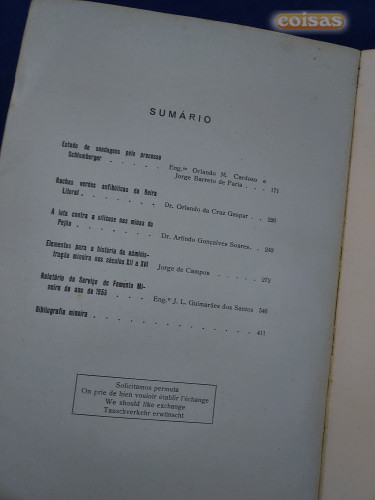 coisas
SUMÁRIO
Estudo de sondagens pelo processo
Schlumberger . . . . . .
Eng.os Orlando M. Cardoso e
Jorge Barreto de Faria . . . 171
Rochas verdes anfibólicas da Beira
Litoral . . . . . Dr. Orlando da Cruz Gaspar . 220
A luta contra a silicose nas minas do
Pejão . . . . . Dr. Arlindo Gonçalves Soares. . 240
Elementos para a história da adminis-
tração mineira nos séculos XII a XVI Jorge de Campos . . . . 272
Relatório do Serviço de Fomento Mi-
neiro do ano de 1953 . . . Eng.º J. L. Guimarães dos Santos
Bibliografia mineira . . . . . . . . . . . . 411
Solicitamos permuta
On prie de bien vouloir établir l'échange
We should like exchange
Tauschverkehr erwünscht